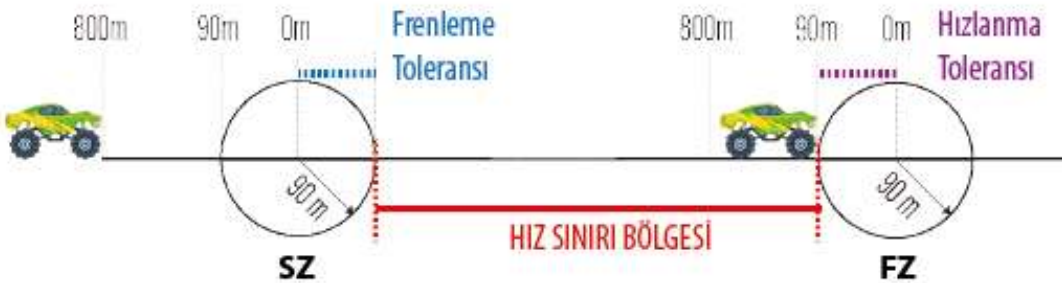 800m 90m 0m Frenleme Toleransı
800m 90m 0m Hızlanma Toleransı
90 m
90 m
HIZ SINIRI BÖLGESİ
SZ
FZ